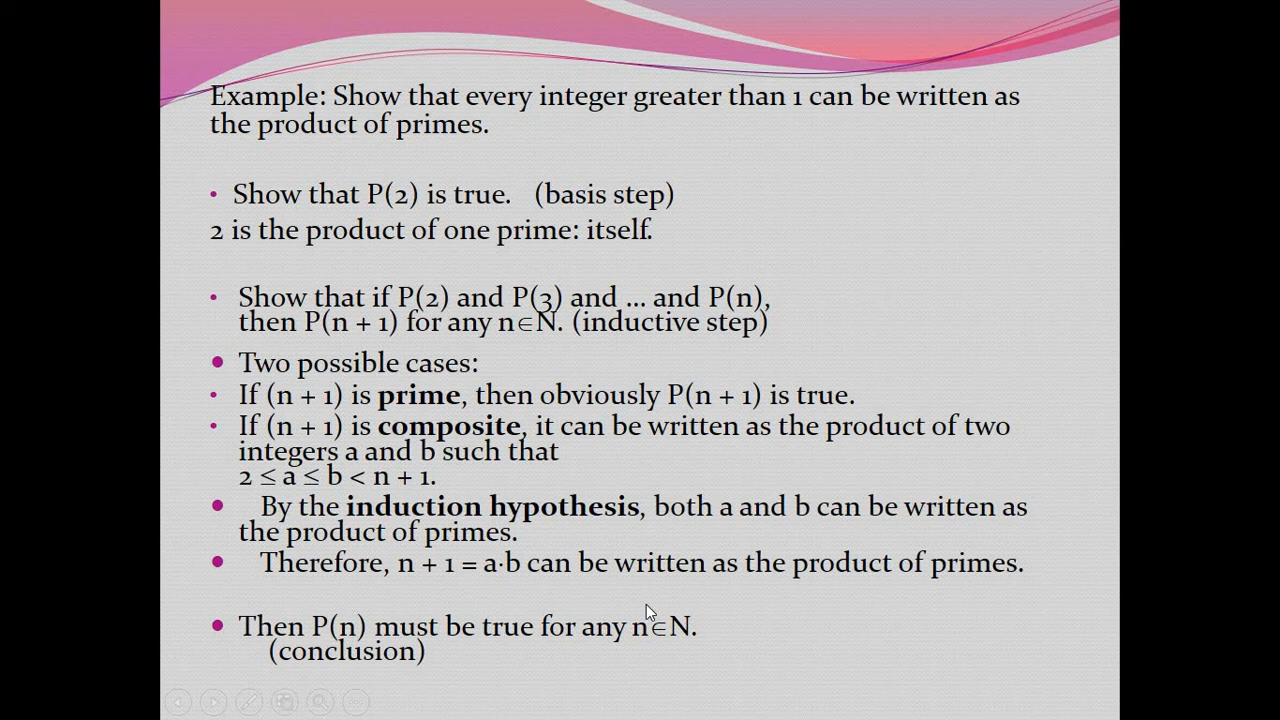 Example: Show that every integer greater than 1 can be written as
the product of primes.
• Show that P(2) is true. (basis step)
2 is the product of one prime: itself.
• Show that if P(2) and P(3) and … and P(n),
then P(n + 1) for any n∈N. (inductive step)
• Two possible cases:
• If (n + 1) is prime, then obviously P(n + 1) is true.
• If (n + 1) is composite, it can be written as the product of two
integers a and b such that
2 ≤ a ≤ b < n + 1.
• By the induction hypothesis, both a and b can be written as
the product of primes.
• Therefore, n + 1 = a·b can be written as the product of primes.
• Then P(n) must be true for any n∈N.
(conclusion)